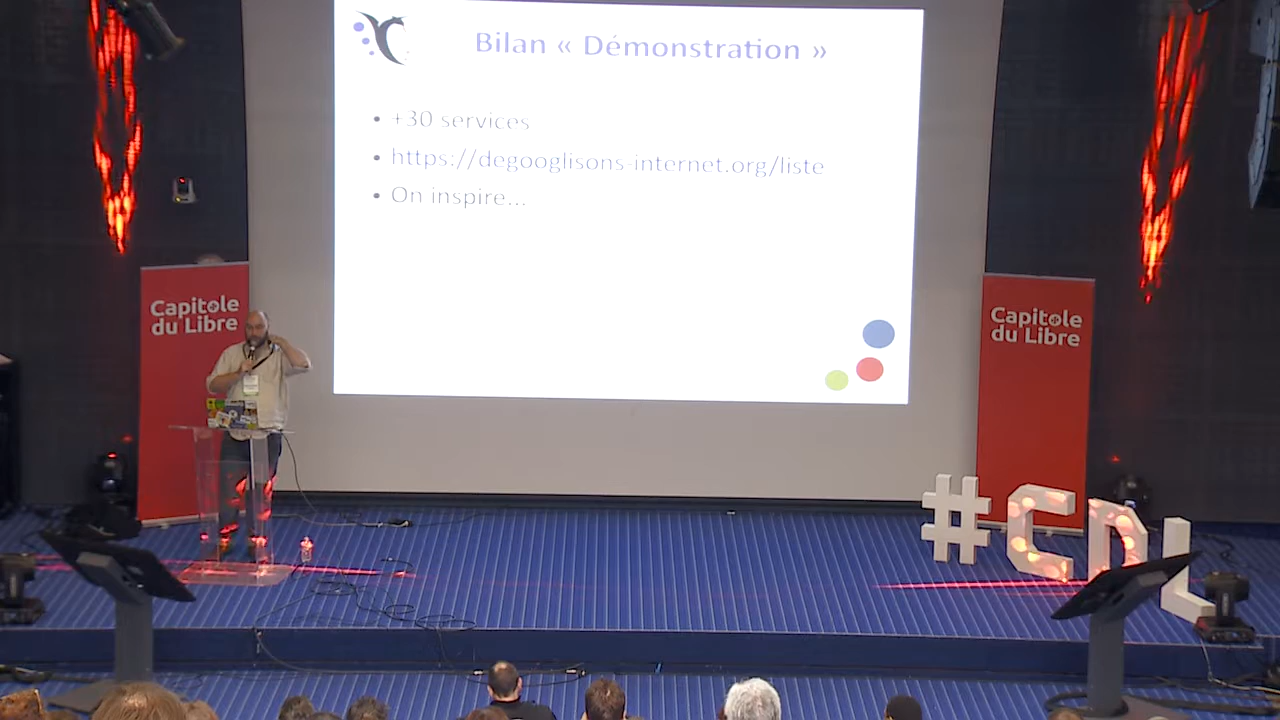 Bilan « Démonstration »
• +30 services
• https://degooglisons-internet.org/liste
• On inspire...
Capitole
du Libre
Capitole
du Libre
#CDL